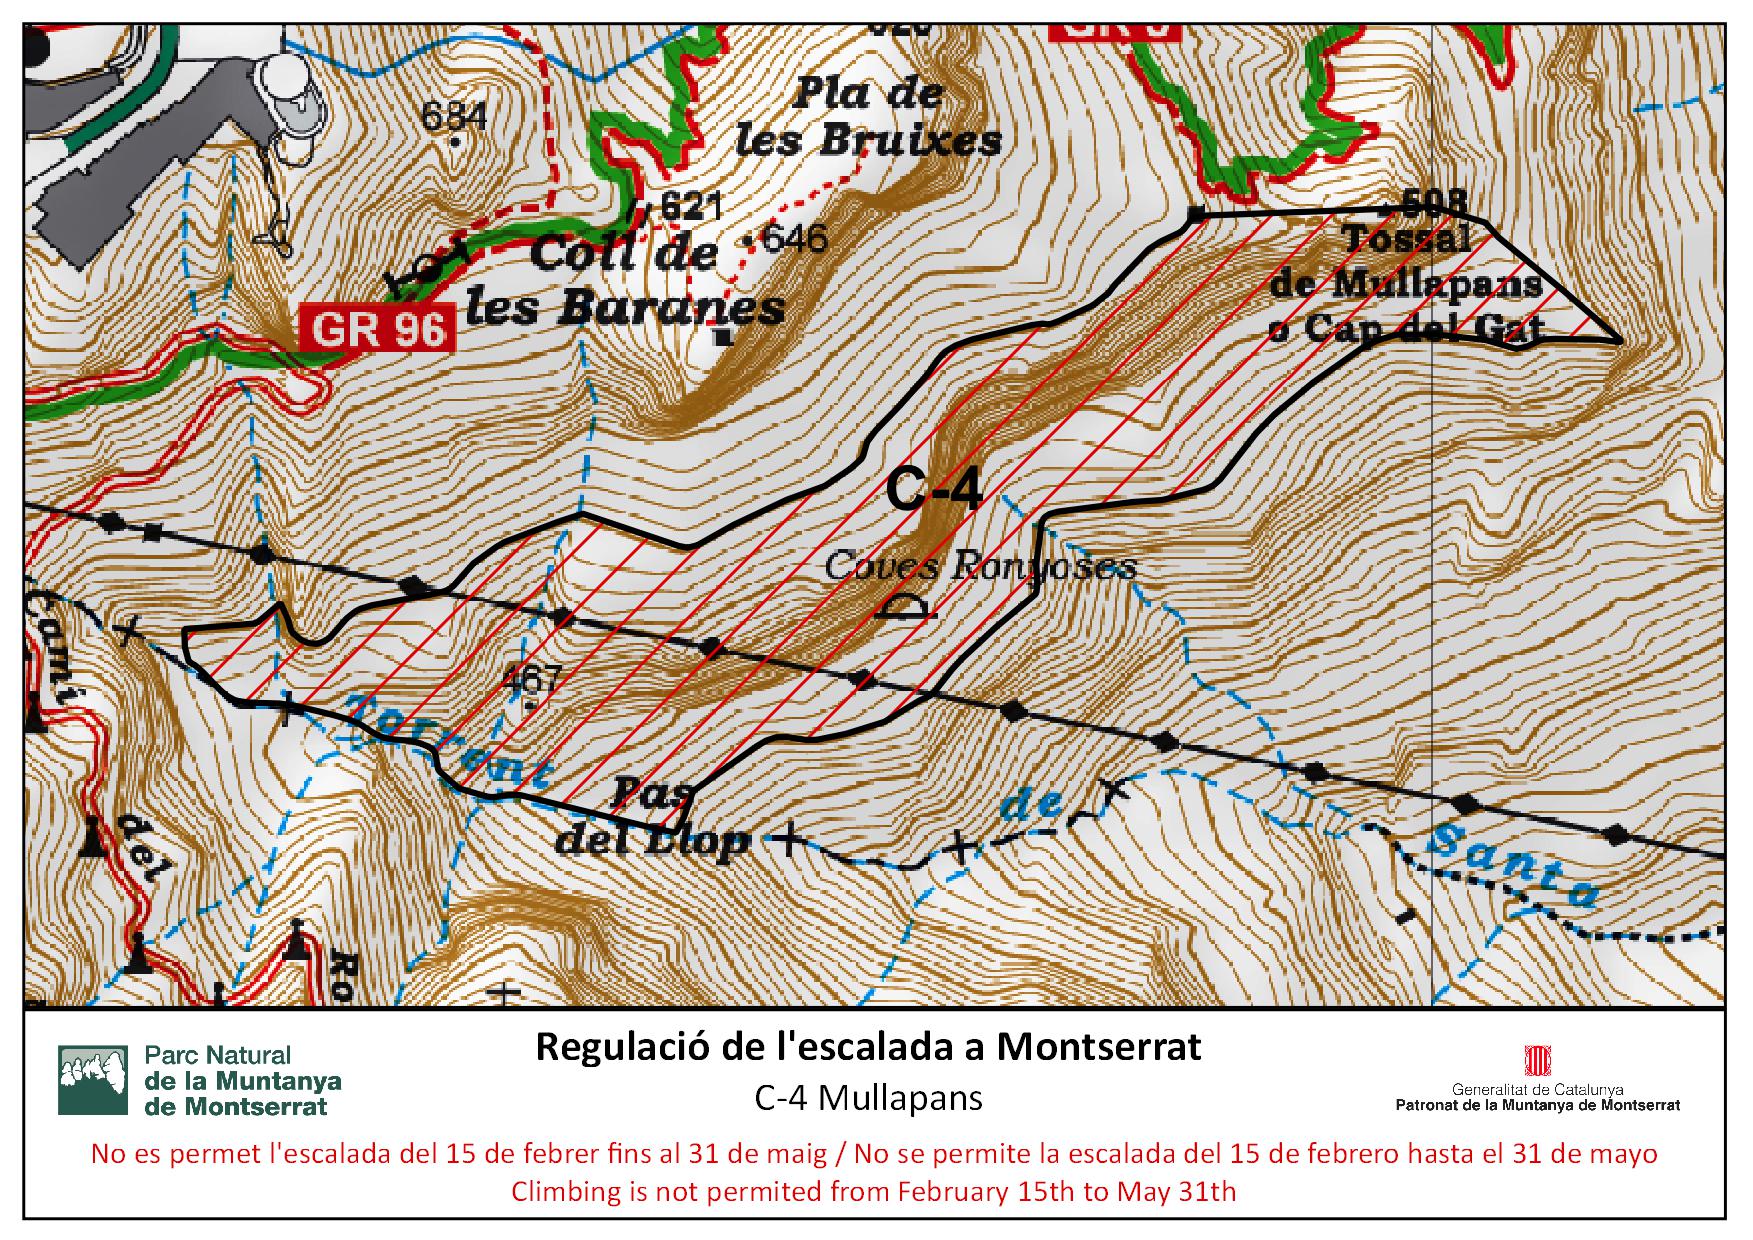 GR 5
684
Pla de
les Bruixes
621
646
Coll de
les Baranes
GR 96
508
Tossal
de Mullapans
o Cap del Gat
C-4
Coves Ranyoses
467
Camí
del
Torrent
de
Santa
Pas
del Llop
Ro
Parc Natural
de la Muntanya
de Montserrat
Regulació de l'escalada a Montserrat
C-4 Mullapans
Generalitat de Catalunya
Patronat de la Muntanya de Montserrat
No es permet l'escalada del 15 de febrer fins al 31 de maig / No se permite la escalada del 15 de febrero hasta el 31 de mayo
Climbing is not permited from February 15th to May 31th